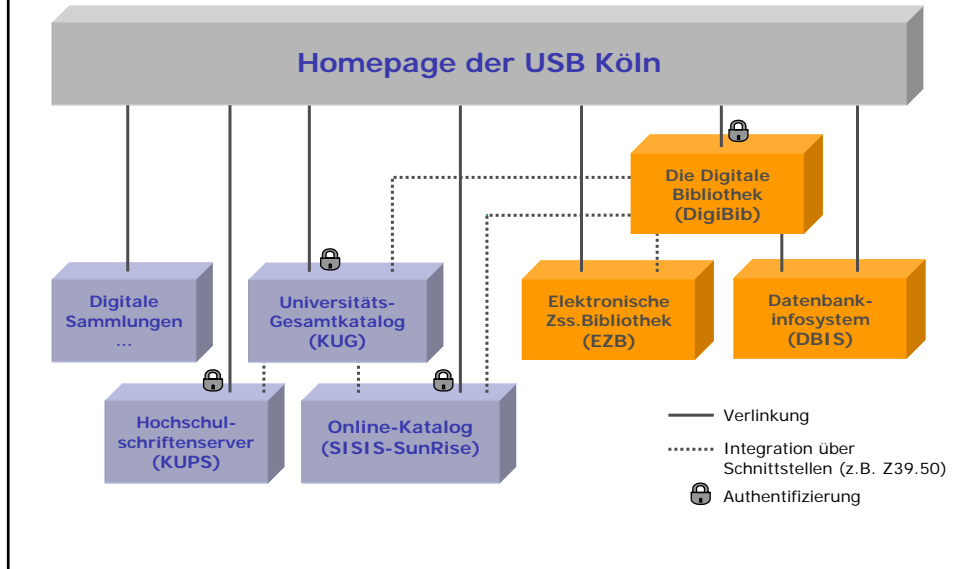 Homepage der USB Köln
Die Digitale
Bibliothek
(DigiBib)
Digitale
Sammlungen
...
Universitäts-
Gesamtkatalog
(KUG)
Elektronische
Zss.Bibliothek
(EZB)
Datenbank-
infosystem
(DBIS)
Hochschul-
schriftenserver
(KUPS)
Online-Katalog
(SISIS-SunRise)
Verlinkung
Integration über
Schnittstellen (z.B. Z39.50)
Authentifizierung